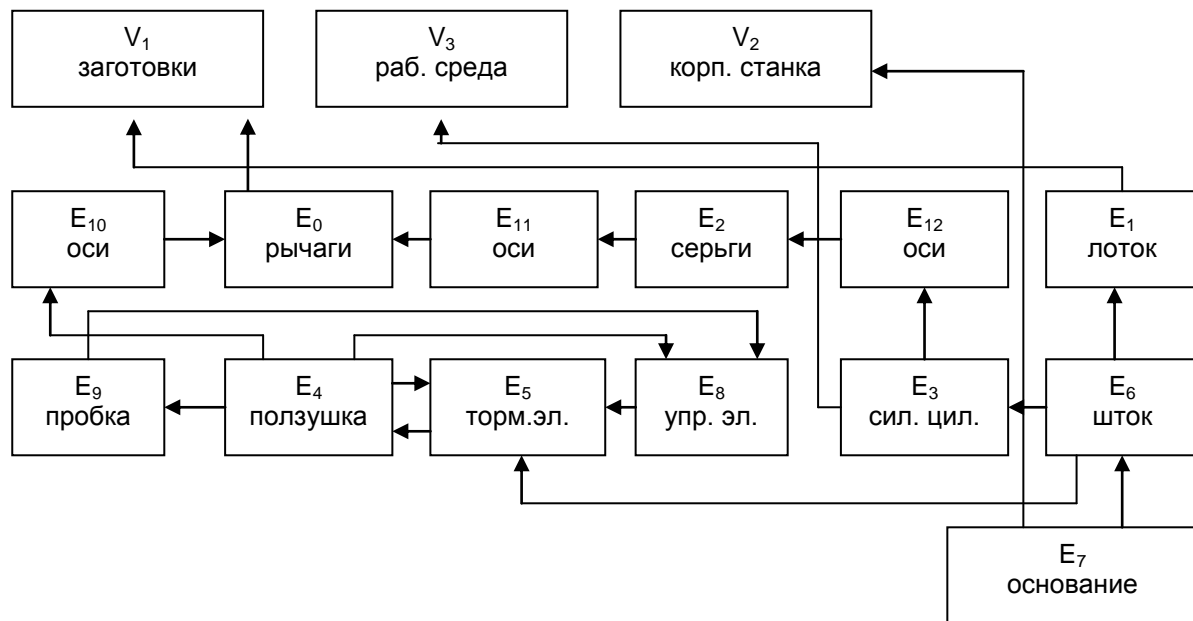 V₁
заготовки
V₃
раб. среда
V₂
корп. станка
E₁₀
оси
E₀
рычаги
E₁₁
оси
E₂
серьги
E₁₂
оси
E₁
лоток
E₉
пробка
E₄
ползушка
E₅
торм.эл.
E₈
упр. эл.
E₃
сил. цил.
E₆
шток
E₇
основание